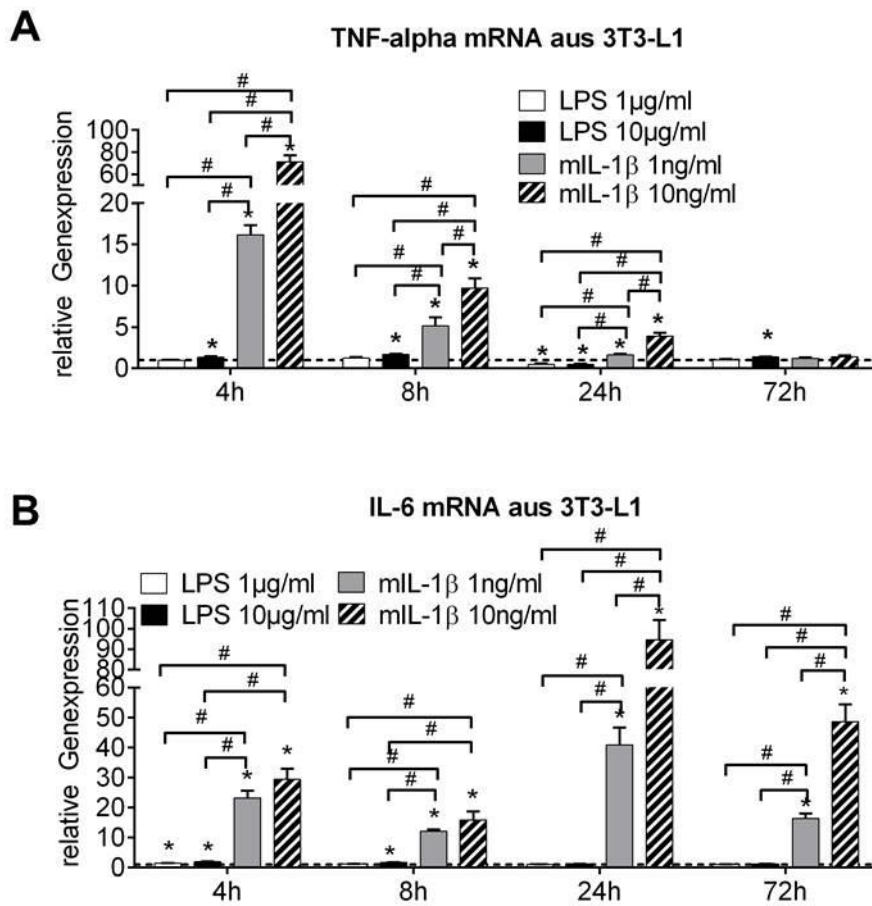 A
TNF-alpha mRNA aus 3T3-L1
LPS 1µg/ml
LPS 10µg/ml
mIL-1β 1ng/ml
mIL-1β 10ng/ml
relative Genexpression
100
80
60
20
15
10
5
0
# # # # #
# # # # #
# # # # #
* * *
* * *
* * * *
*
4h 8h 24h 72h
B
IL-6 mRNA aus 3T3-L1
LPS 1µg/ml
mIL-1β 1ng/ml
LPS 10µg/ml
mIL-1β 10ng/ml
relative Genexpression
110
100
90
80
60
50
40
30
20
10
0
# # # #
# # # #
# # # # #
# # # # #
* * * *
* * *
* *
* *
4h 8h 24h 72h